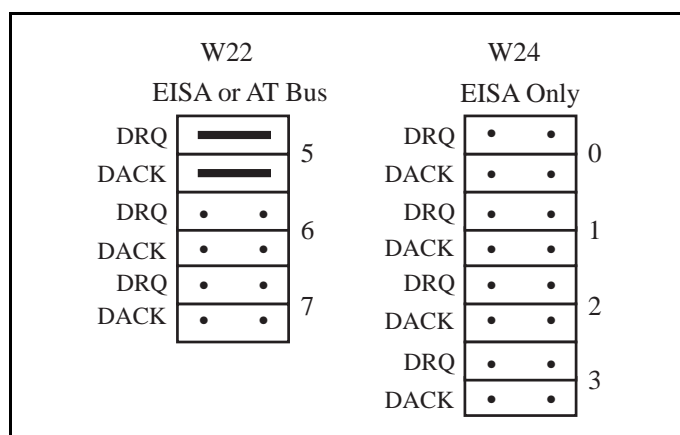 W22
EISA or AT Bus
DRQ
5
DACK
DRQ
6
DACK
DRQ
7
DACK
W24
EISA Only
DRQ
0
DACK
DRQ
1
DACK
DRQ
2
DACK
DRQ
3
DACK